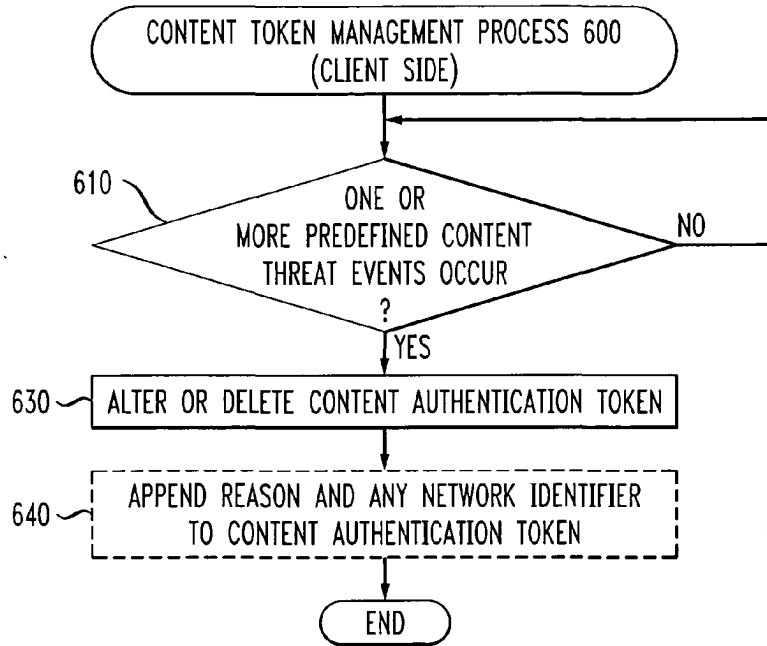 CONTENT TOKEN MANAGEMENT PROCESS 600
(CLIENT SIDE)
610
ONE OR
MORE PREDEFINED CONTENT
THREAT EVENTS OCCUR
?
NO
YES
630
ALTER OR DELETE CONTENT AUTHENTICATION TOKEN
640
APPEND REASON AND ANY NETWORK IDENTIFIER
TO CONTENT AUTHENTICATION TOKEN
END